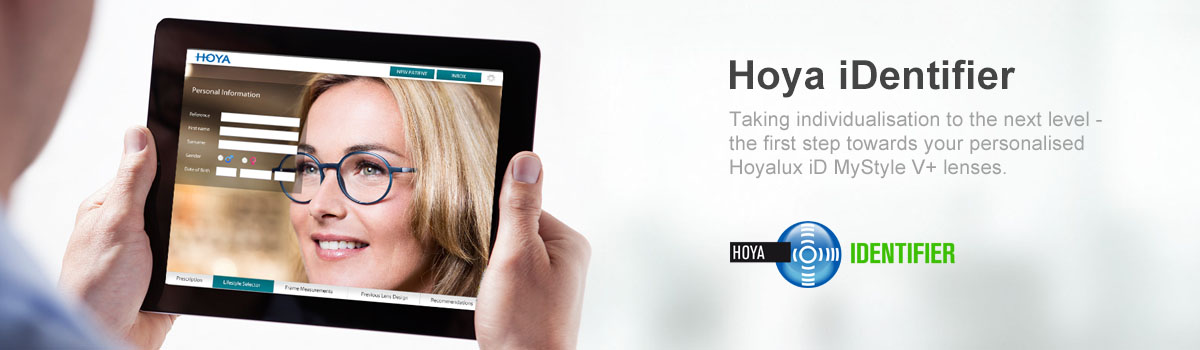 HOYA
NEW PATIENT
INBOX
Personal Information
Reference
First name
Surname
Gender
Date of Birth
Prescription
Lifestyle Selector
Frame Measurements
Previous Lens Design
Recommendations
Hoya iDentifier
Taking individualisation to the next level -
the first step towards your personalised
Hoyalux iD MyStyle V+ lenses.
HOYA IDENTIFIER